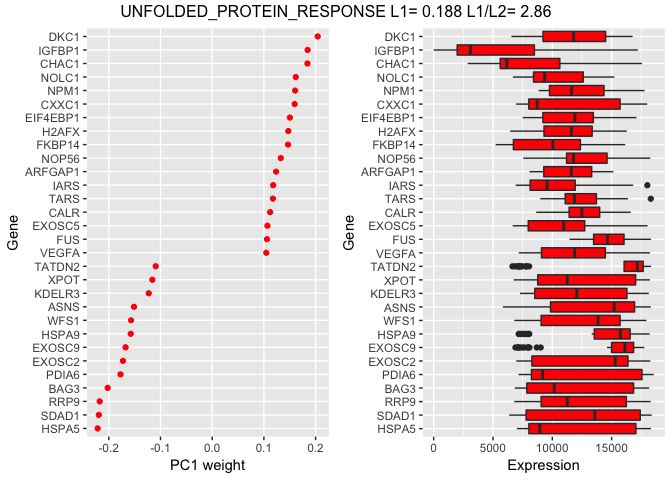 UNFOLDED_PROTEIN_RESPONSE L1= 0.188 L1/L2= 2.86
Gene
DKC1
IGFBP1
CHAC1
NOLC1
NPM1
CXXC1
EIF4EBP1
H2AFX
FKBP14
NOP56
ARFGAP1
IARS
TARS
CALR
EXOSC5
FUS
VEGFA
TATDN2
XPOT
KDELR3
ASNS
WFS1
HSPA9
EXOSC9
EXOSC2
PDIA6
BAG3
RRP9
SDAD1
HSPA5
-0.2 -0.1 0.0 0.1 0.2
PC1 weight
Gene
DKC1
IGFBP1
CHAC1
NOLC1
NPM1
CXXC1
EIF4EBP1
H2AFX
FKBP14
NOP56
ARFGAP1
IARS
TARS
CALR
EXOSC5
FUS
VEGFA
TATDN2
XPOT
KDELR3
ASNS
WFS1
HSPA9
EXOSC9
EXOSC2
PDIA6
BAG3
RRP9
SDAD1
HSPA5
0 5000 10000 15000
Expression